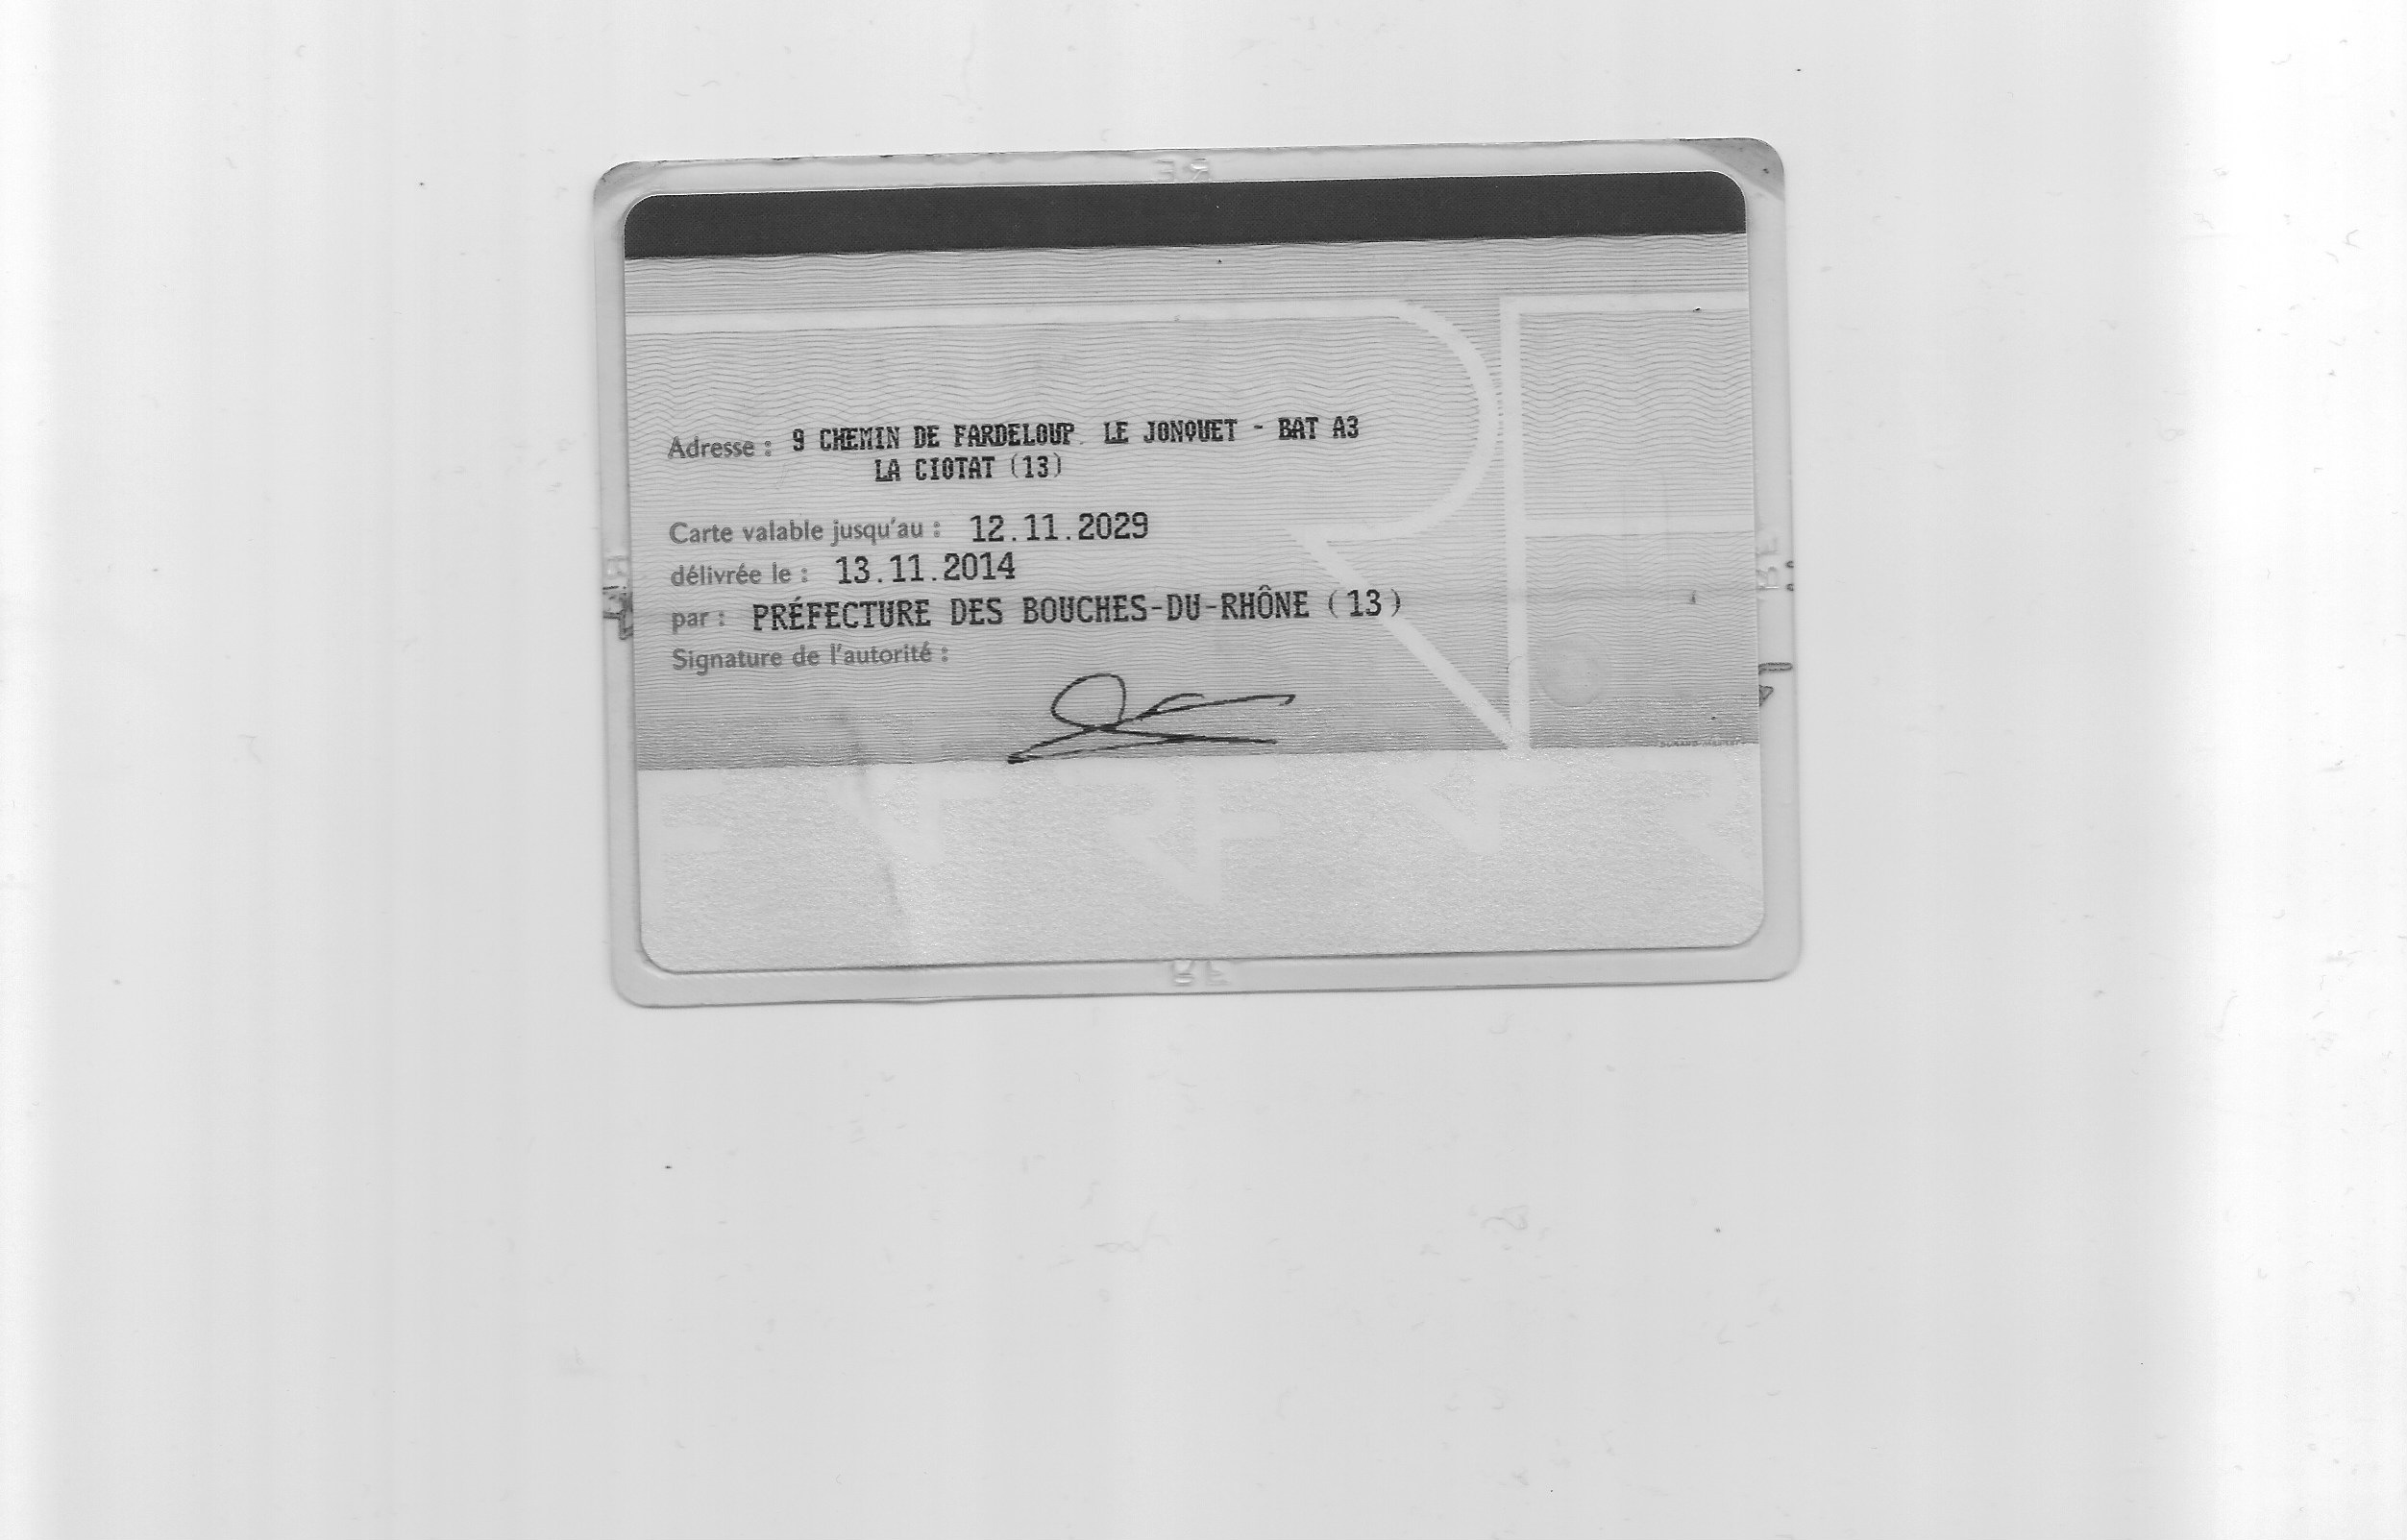 Adresse : 9 CHEMIN DE FARDELOUP. LE JONQUET - BAT A3
LA CIOTAT (13)
Carte valable jusqu'au : 12.11.2029
délivrée le : 13.11.2014
par : PRÉFECTURE DES BOUCHES-DU-RHÔNE (13)
Signature de l'autorité :
RF